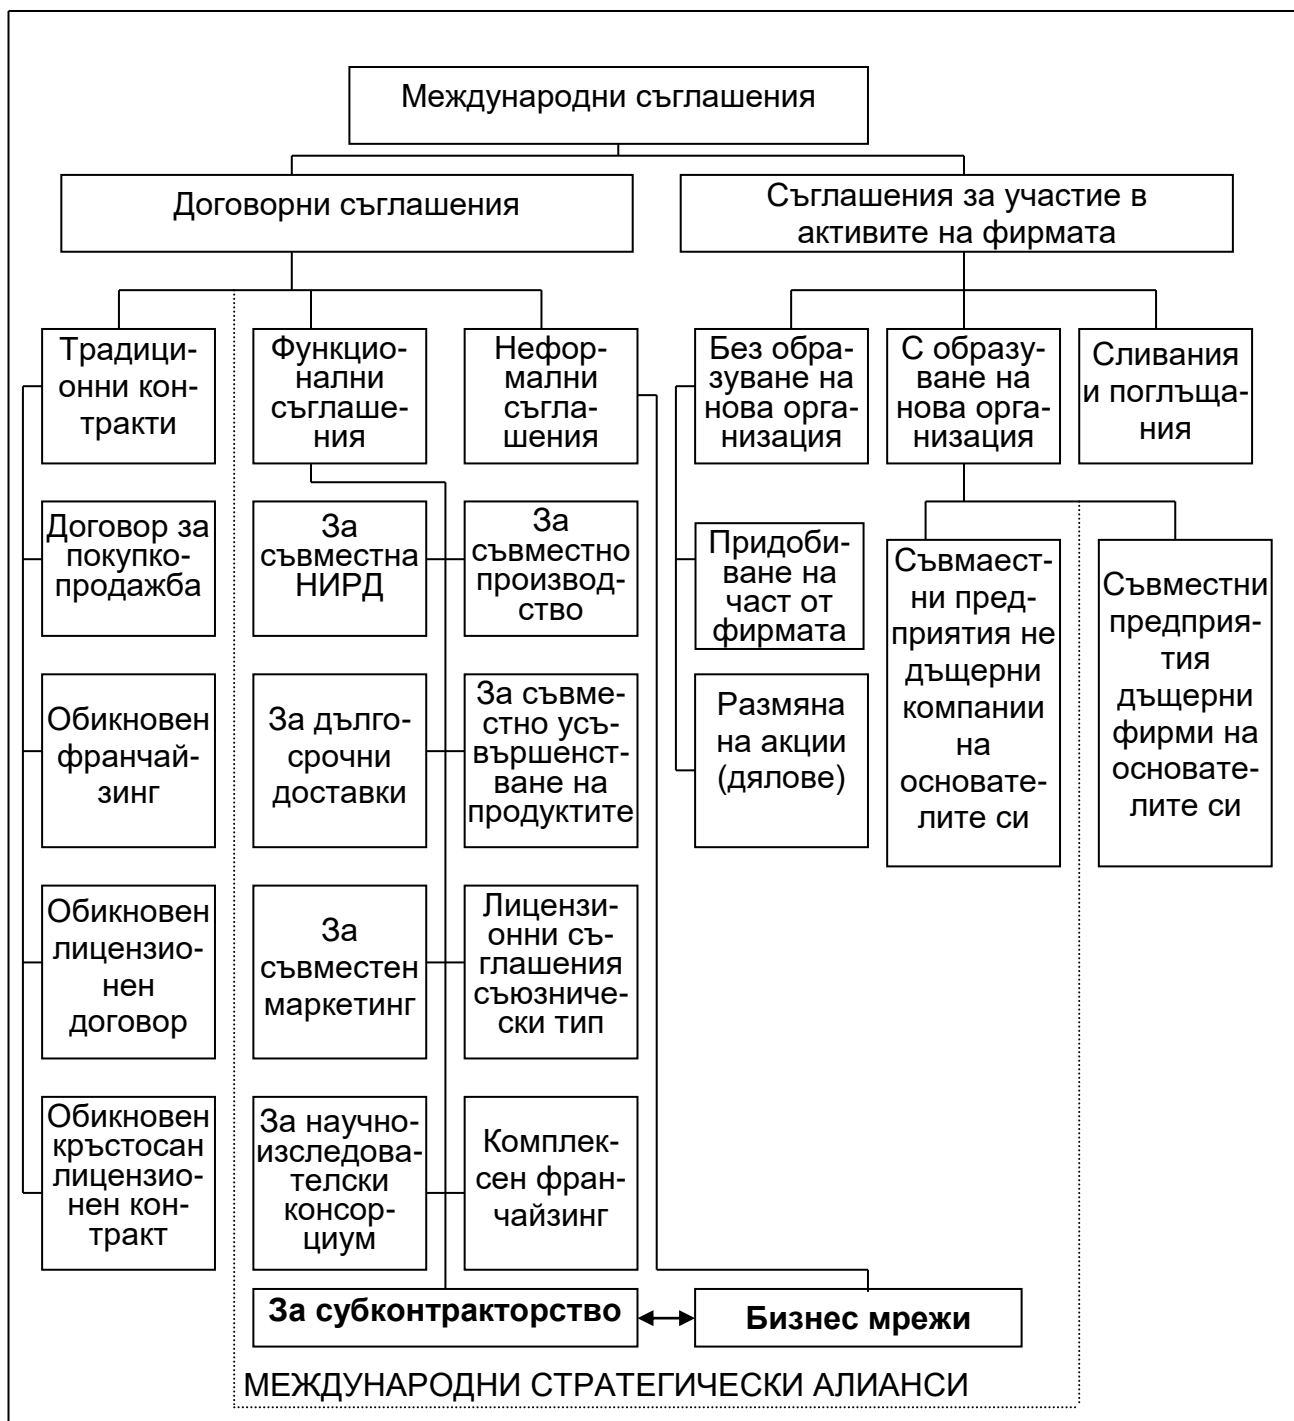 Международни съглашения
Договорни съглашения
Съглашения за участие в
активите на фирмата
Традици-
онни кон-
тракти
Функцио-
нални
съглаше-
ния
Нефор-
мални
съгла-
шения
Без обра-
зуване на
нова орга-
низация
С образу-
ване на
нова орга-
низация
Сливания
и поглъща-
ния
Договор за
покупко-
продажба
За
съвместна
НИРД
За
съвместно
производ-
ство
Придоби-
ване на
част от
фирмата
Съвмаест-
ни пред-
приятия не
дъщерни
компании
на
основате-
лите си
Съвместни
предприя-
тия
дъщерни
фирми на
основате-
лите си
Обикновен
франчай-
зинг
За дълго-
срочни
доставки
За съвме-
стно усъ-
вършенст-
ване на
продуктите
Размяна
на акции
(дялове)
Обикновен
лицензио-
нен
договор
За
съвместен
маркетинг
Лицензи-
онни съ-
глашения
съюзниче-
ски тип
Обикновен
кръстосан
лицензио-
нен кон-
тракт
За научно-
изследова-
телски
консор-
циум
Комплек-
сен фран-
чайзинг
За субконтракторство
Бизнес мрежи
МЕЖДУНАРОДНИ СТРАТЕГИЧЕСКИ АЛИАНСИ